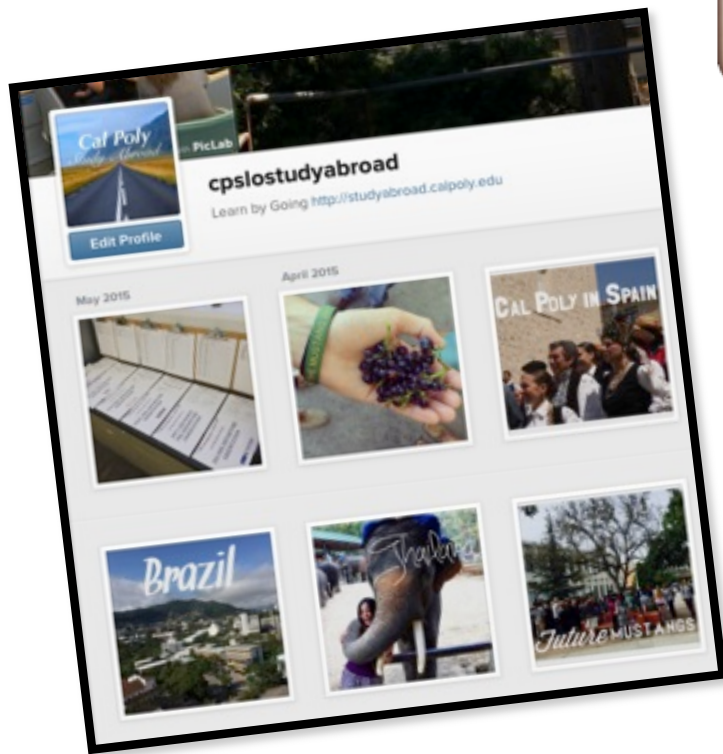 Cal Poly
Study Abroad
with PicLab
cpslostudyabroad
Learn by Going http://studyabroad.calpoly.edu
Edit Profile
May 2015
April 2015
CAL POLY IN SPAIN
Brazil
Thailand
Future MUSTANGS